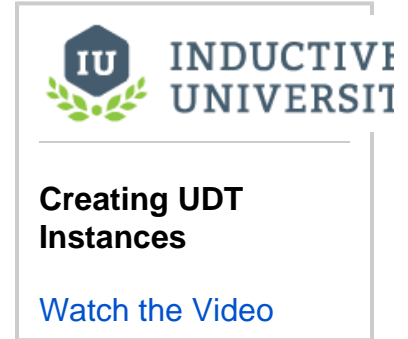 IU
INDUCTIVE
UNIVERSIT
Creating UDT
Instances
Watch the Video